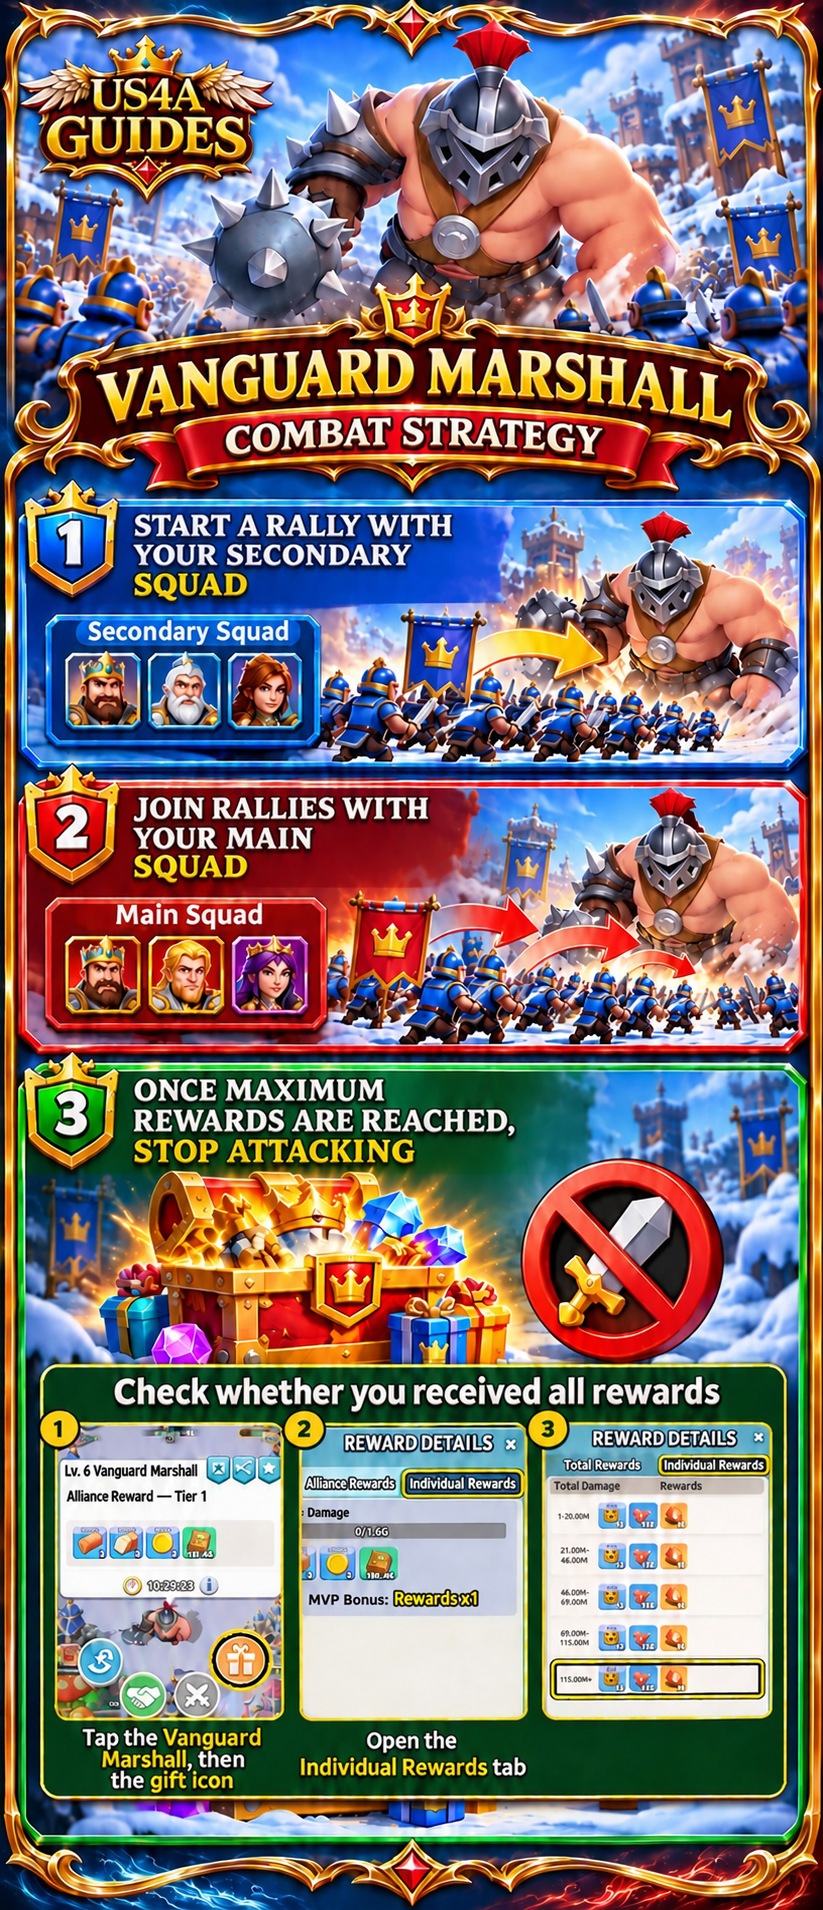 US4A
GUIDES
VANGUARD MARSHALL
COMBAT STRATEGY
1
START A RALLY WITH
YOUR SECONDARY
SQUAD
Secondary Squad
2
JOIN RALLIES WITH
YOUR MAIN
SQUAD
Main Squad
3
ONCE MAXIMUM
REWARDS ARE REACHED,
STOP ATTACKING
Check whether you received all rewards
1
Lv. 6 Vanguard Marshall
Alliance Reward — Tier 1
10:29:23
Tap the Vanguard
Marshall, then
the gift icon
2
REWARD DETAILS
Alliance Rewards Individual Rewards
: Damage
0/1.6G
MVP Bonus: Rewards x1
Open the
Individual Rewards tab
3
REWARD DETAILS
Total Rewards Individual Rewards
Total Damage Rewards
1-20.00M
21.00M-
46.00M
46.00M-
69.00M
69.00M-
115.00M
115.00M+